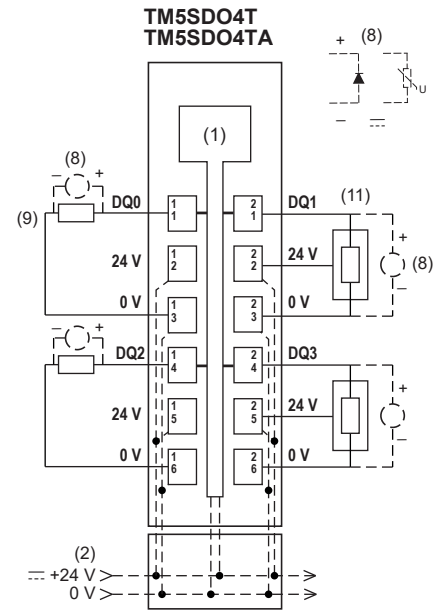 TM5SDO4T
TM5SDO4TA
+ (8)
U
– ⎓
(1)
(8)
– +
(9)
DQ0
1 1
2 1
DQ1
(11)
24 V
1 2
2 2
24 V
+
(8)
–
0 V
1 3
2 3
0 V
– +
DQ2
1 4
2 4
DQ3
24 V
1 5
2 5
24 V
+
–
0 V
1 6
2 6
0 V
(2)
⎓ +24 V
0 V